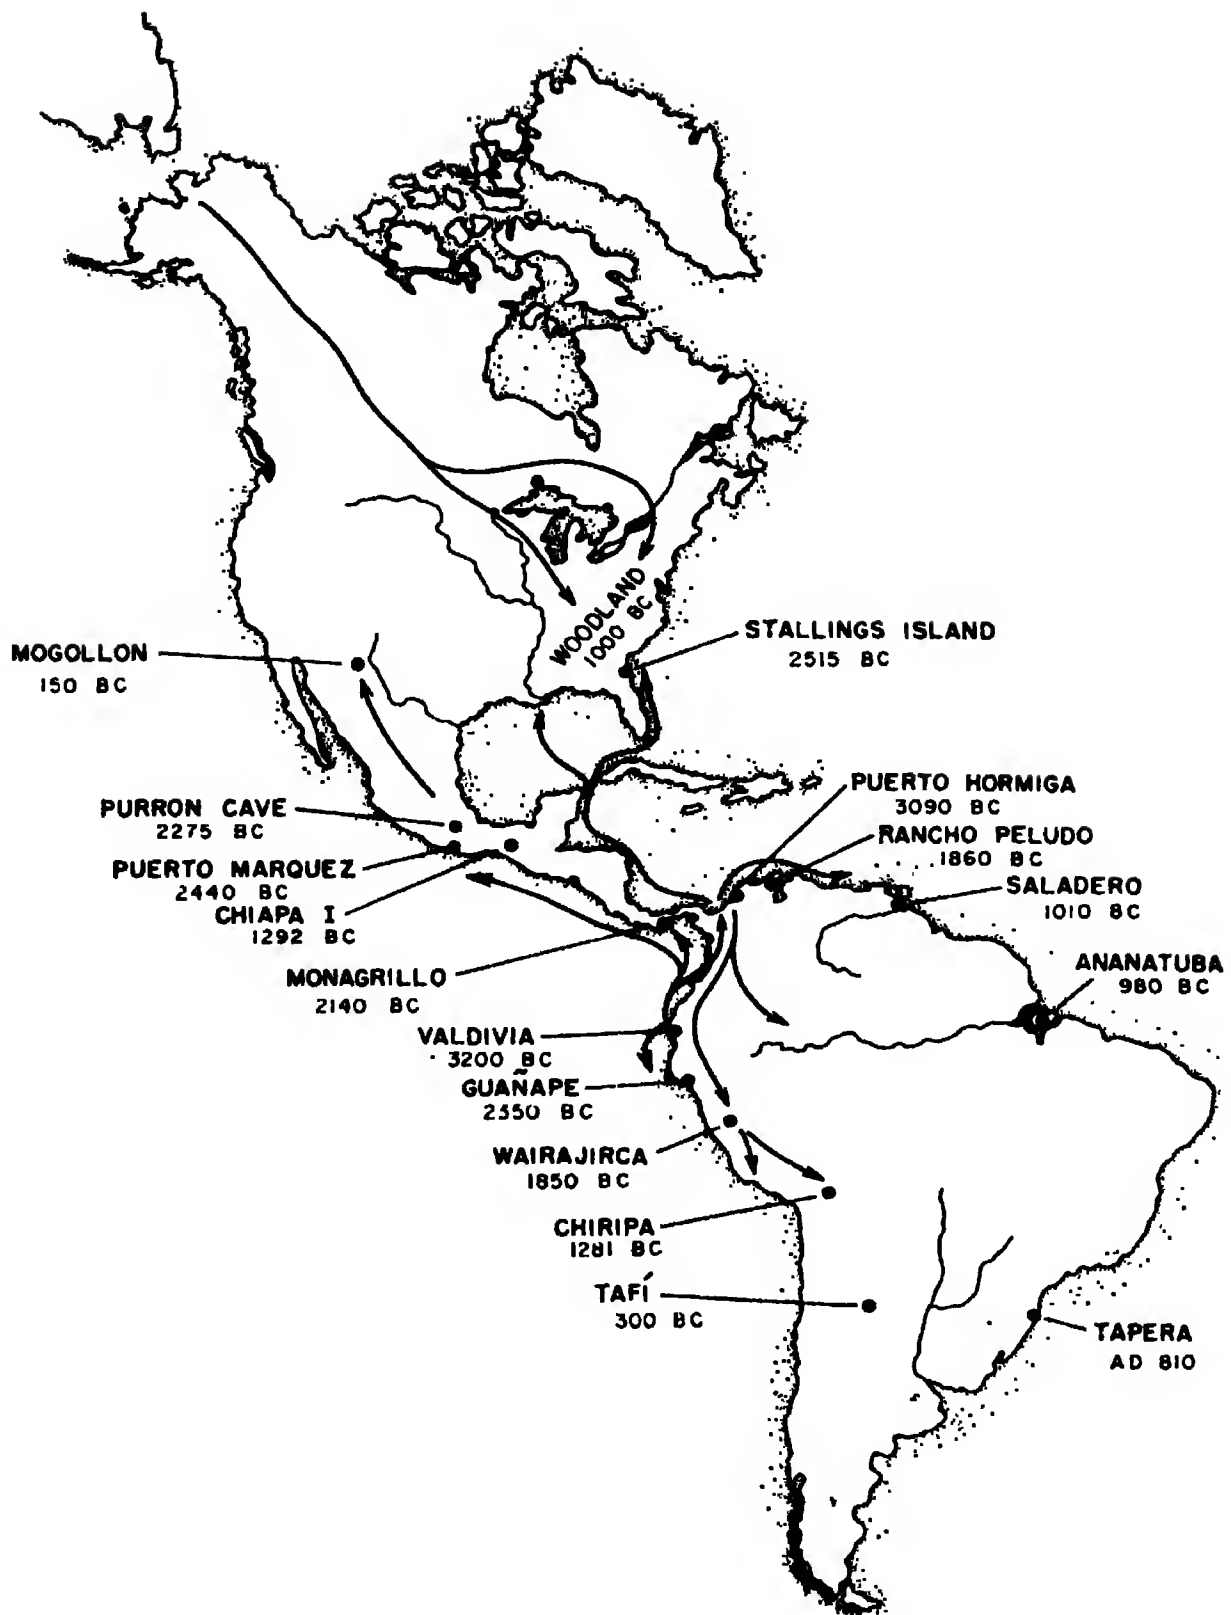 WOODLAND
1000 BC
STALLINGS ISLAND
2515 BC
MOGOLLON
150 BC
PUERTO HORMIGA
3090 BC
PURRON CAVE
2275 BC
RANCHO PELUDO
1860 BC
PUERTO MARQUEZ
2440 BC
SALADERO
1010 BC
CHIAPA I
1292 BC
ANANATUBA
980 BC
MONAGRILLO
2140 BC
VALDIVIA
3200 BC
GUAÑAPE
2350 BC
WAIRAJIRCA
1850 BC
CHIRIPA
1281 BC
TAFÍ
300 BC
TAPERA
AD 810